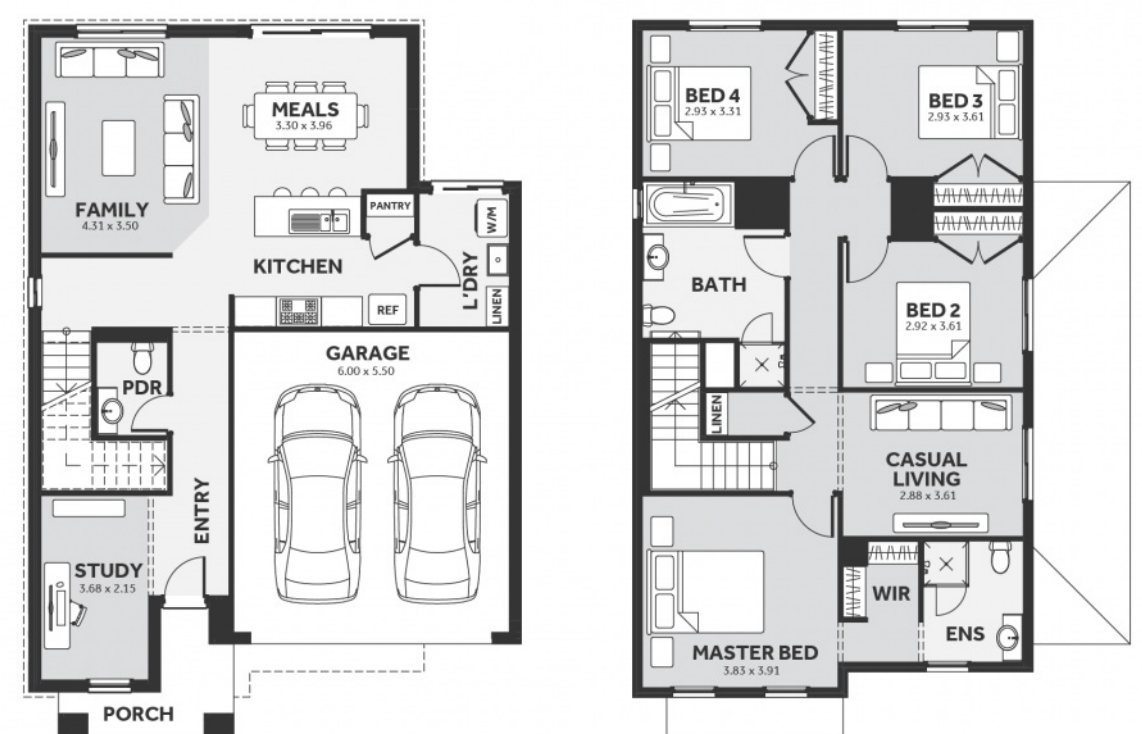 MEALS
3.30 x 3.96
FAMILY
4.31 x 3.50
PANTRY
W/M
KITCHEN
L'DRY
LINEN
REF
GARAGE
6.00 x 5.50
PDR
ENTRY
STUDY
3.68 x 2.15
PORCH
BED 4
2.93 x 3.31
BED 3
2.93 x 3.61
BATH
BED 2
2.92 x 3.61
LINEN
CASUAL
LIVING
2.88 x 3.61
WIR
ENS
MASTER BED
3.83 x 3.91